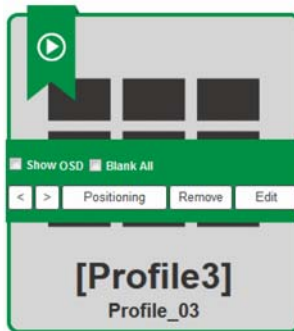 Show OSD Blank All
< > Positioning Remove Edit
[Profile3]
Profile_03